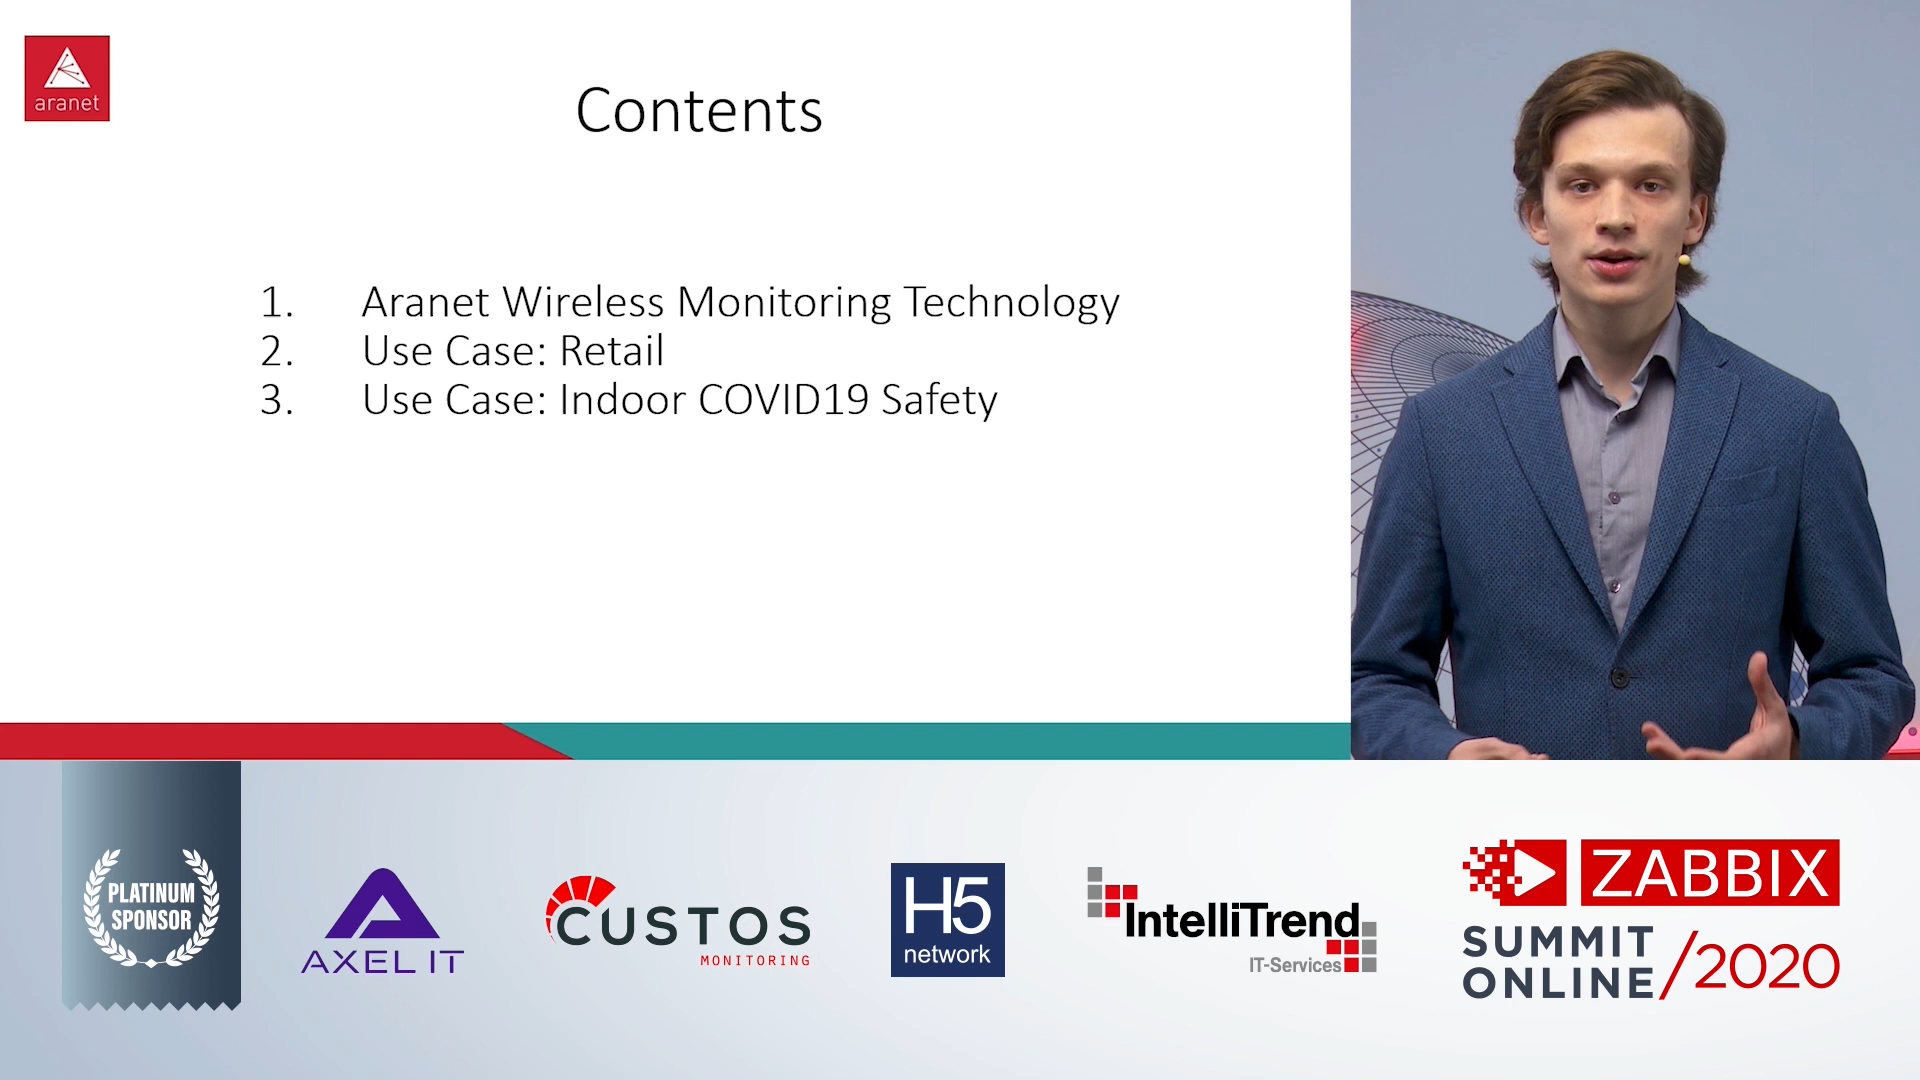 aranet
Contents
1. Aranet Wireless Monitoring Technology
2. Use Case: Retail
3. Use Case: Indoor COVID19 Safety
PLATINUM
SPONSOR
AXEL IT
CUSTOS
MONITORING
H5
network
IntelliTrend
IT-Services
ZABBIX
SUMMIT
ONLINE /2020